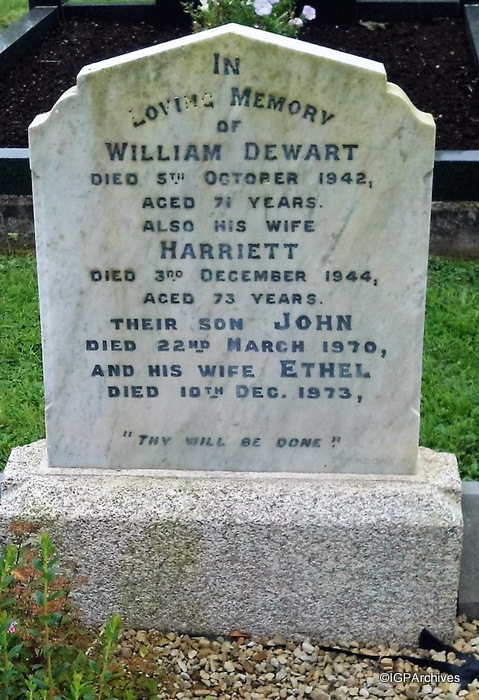 IN
LOVING MEMORY
OF
WILLIAM DEWART
DIED 5TH OCTOBER 1942,
AGED 71 YEARS.
ALSO HIS WIFE
HARRIETT
DIED 3RD DECEMBER 1944,
AGED 73 YEARS.
THEIR SON JOHN
DIED 22ND MARCH 1970,
AND HIS WIFE ETHEL
DIED 10TH DEC. 1973,
"THY WILL BE DONE."
©IGPArchives